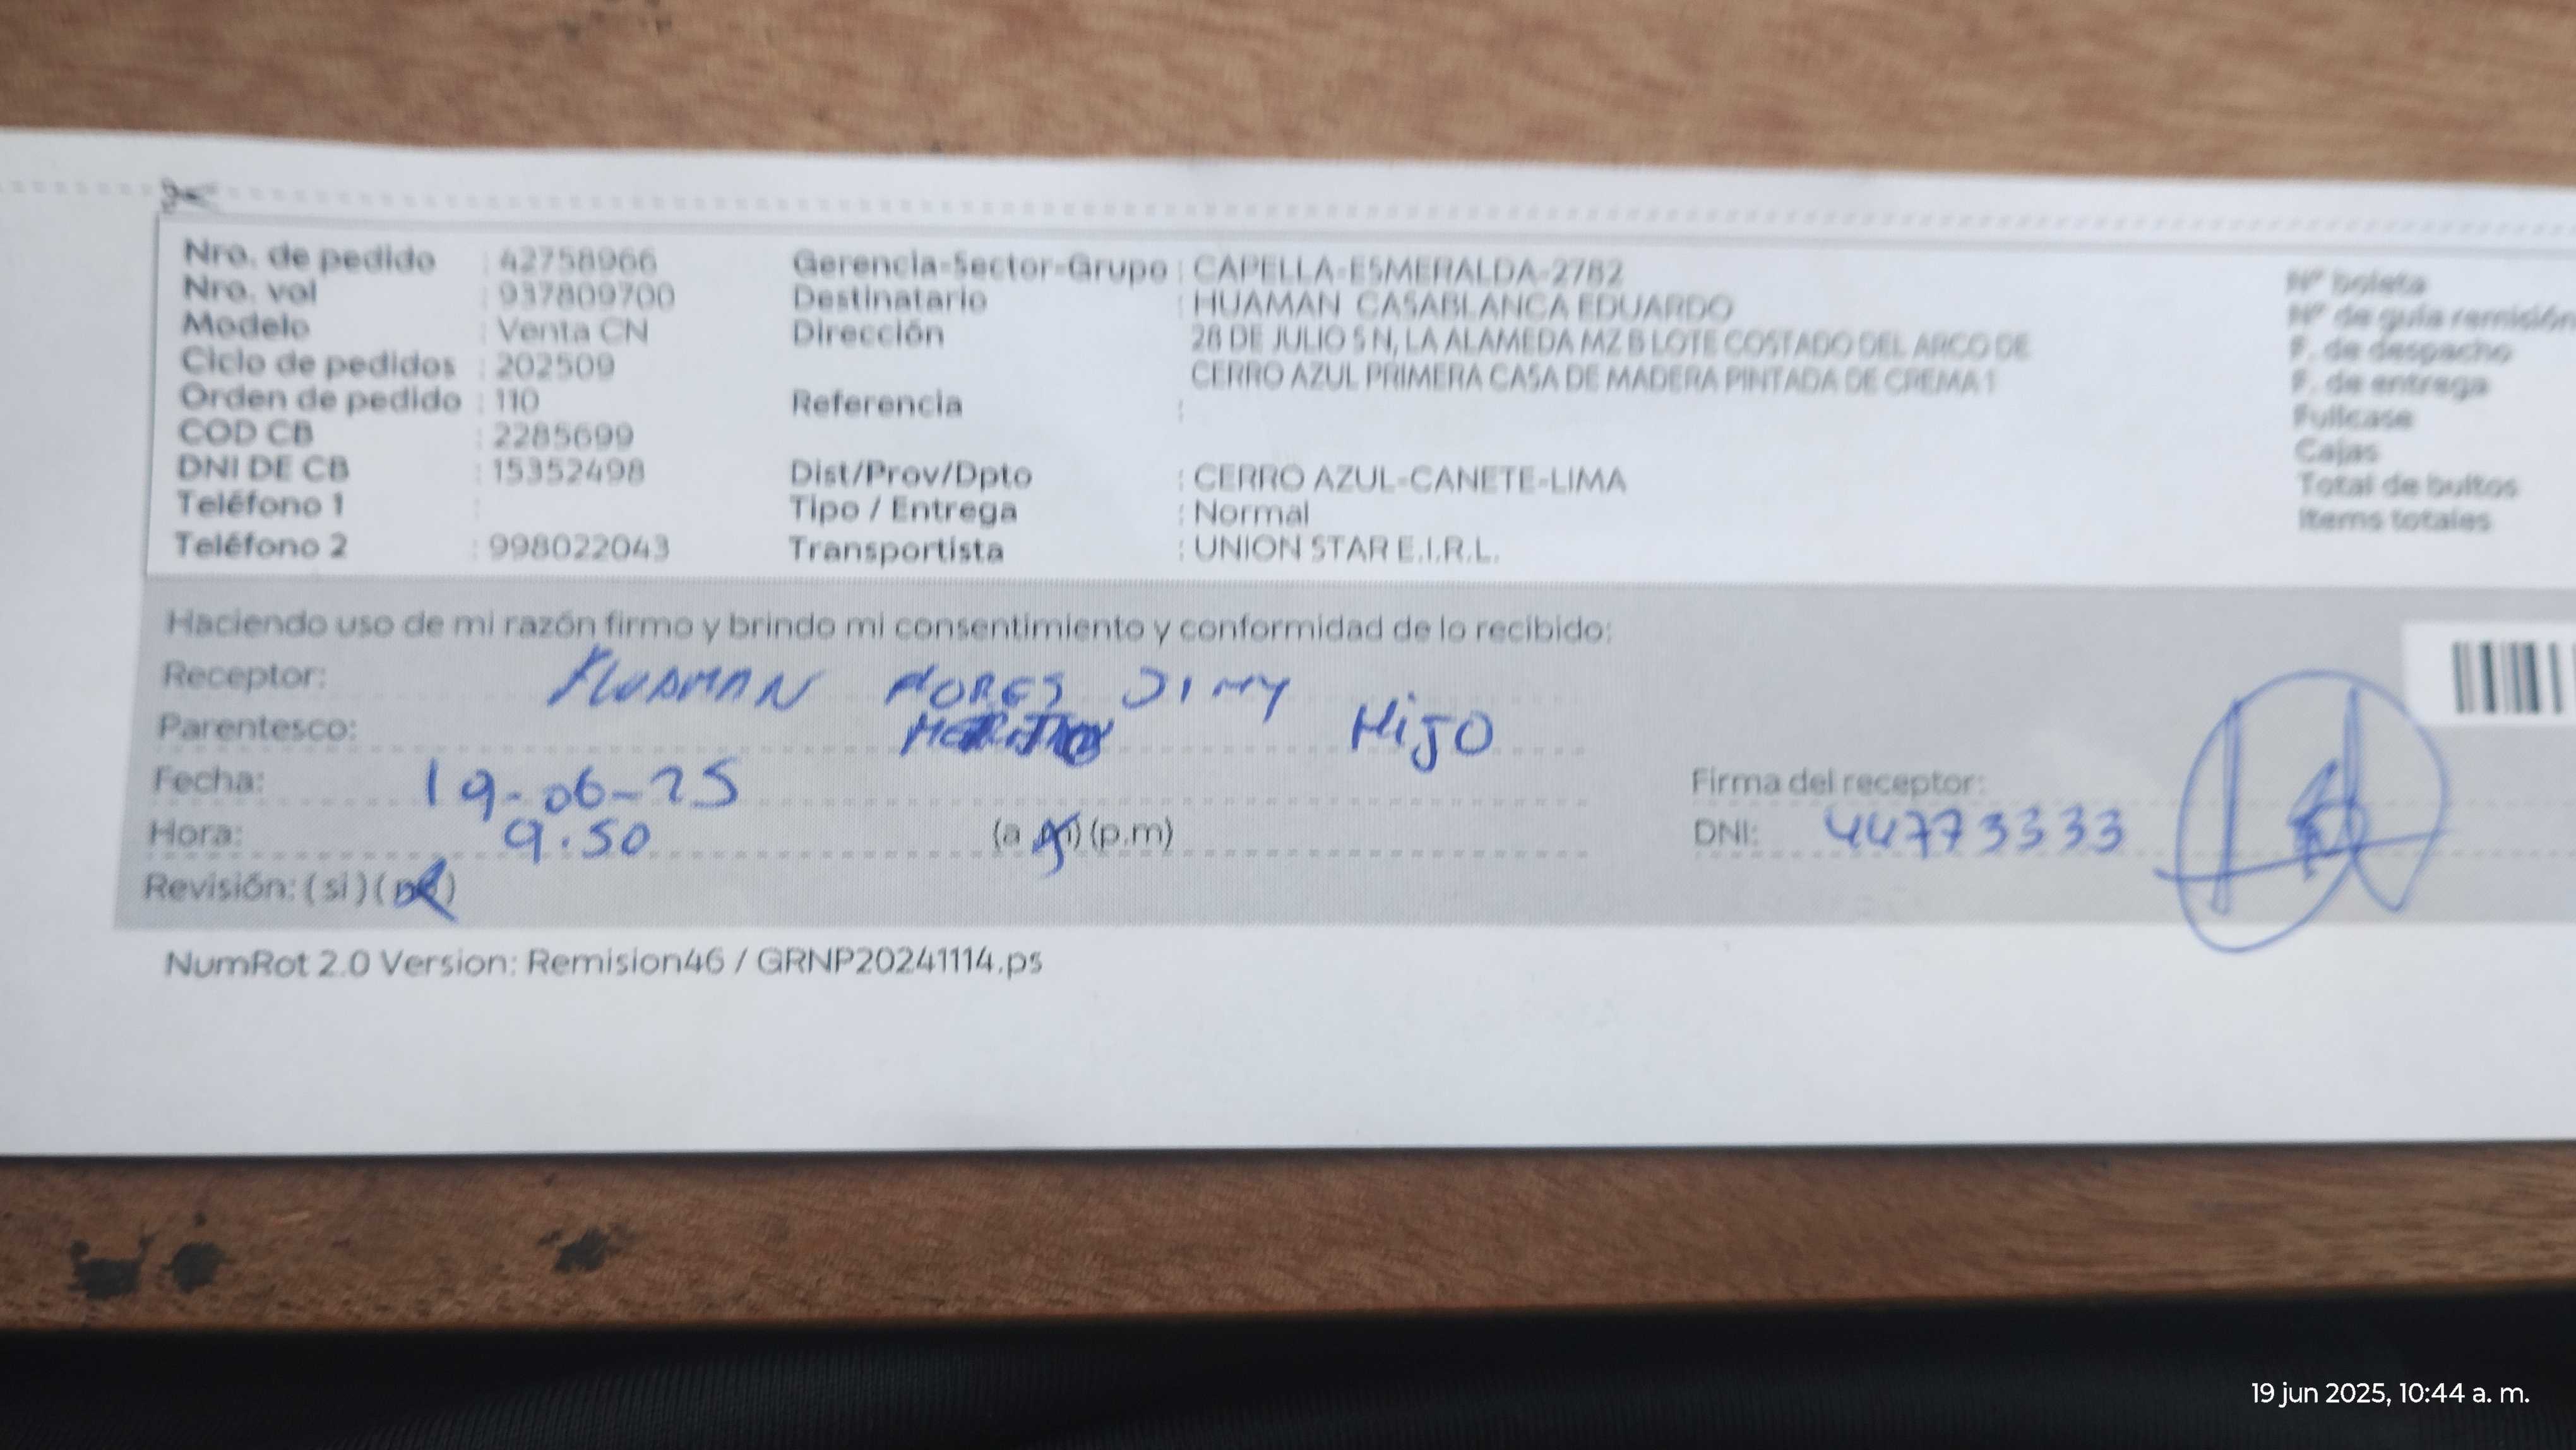 Nro. de pedido : 42758966
Nro. vol : 937809700
Modelo : Venta CN
Ciclo de pedidos : 202509
Orden de pedido : 110
COD CB : 2285699
DNI DE CB : 15352498
Teléfono 1 :
Teléfono 2 : 998022043
Gerencia-Sector-Grupo : CAPELLA-ESMERALDA-2782
Destinatario : HUAMAN CASABLANCA EDUARDO
Dirección 28 DE JULIO S N, LA ALAMEDA MZ B LOTE COSTADO DEL ARCO DE
CERRO AZUL PRIMERA CASA DE MADERA PINTADA DE CREMA 1
Referencia :
Dist/Prov/Dpto : CERRO AZUL-CANETE-LIMA
Tipo / Entrega : Normal
Transportista : UNION STAR E.I.R.L.
Nº boleta
Nº de guía remisión
F. de despacho
F. de entrega
Fullcase
Cajas
Total de bultos
Items totales
Haciendo uso de mi razón firmo y brindo mi consentimiento y conformidad de lo recibido:
Receptor: HUAMAN JIMY
Parentesco: HIJO
Fecha: 19-06-25
Hora: 9.50 (a m) (p.m)
Revisión: (si) (no)
Firma del receptor:
DNI: 44773333
NumRot 2.0 Version: Remision46 / GRNP20241114.ps
19 jun 2025, 10:44 a. m.